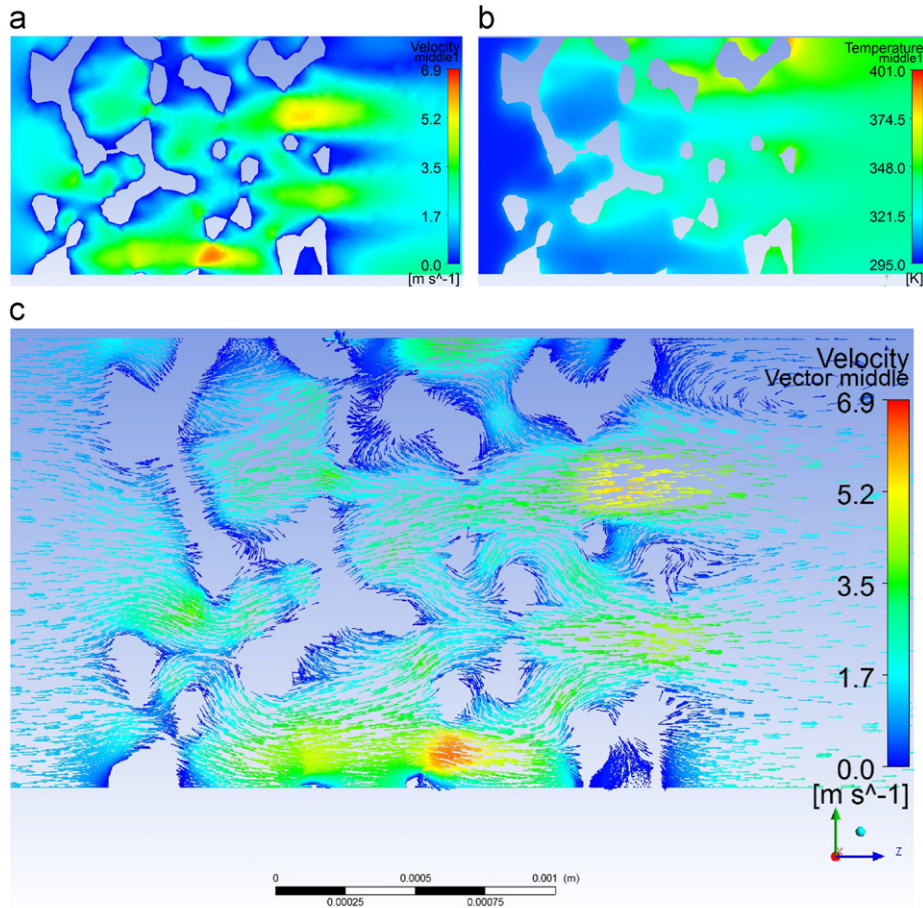 a
Velocity
middle1
6.9
5.2
3.5
1.7
0.0
[m s^-1]
b
Temperature
middle1
401.0
374.5
348.0
321.5
295.0
[K]
c
Velocity
Vector middle
6.9
5.2
3.5
1.7
0.0
[m s^-1]
Z
0 0.0005 0.001 (m)
0.00025 0.00075